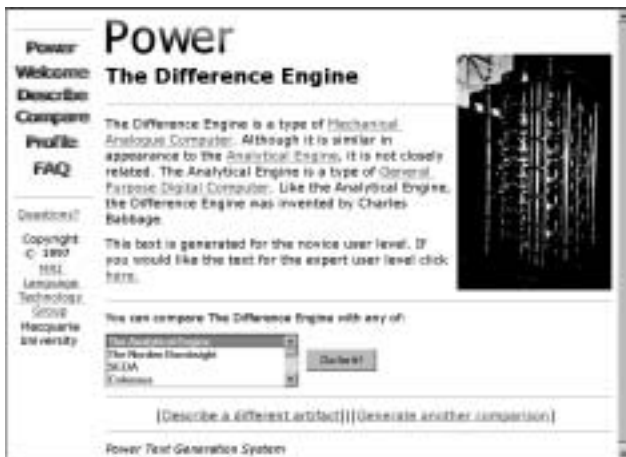 Power
Welcome
Describe
Compare
Profile
FAQ
Questions?
Copyright
© 1997
MRI
Language
Technology
Group
Macquarie
University
Power
The Difference Engine
The Difference Engine is a type of Mechanical
Analogue Computer. Although it is similar in
appearance to the Analytical Engine, it is not closely
related. The Analytical Engine is a type of General
Purpose Digital Computer. Like the Analytical Engine,
the Difference Engine was invented by Charles
Babbage.
This text is generated for the novice user level. If
you would like the text for the expert user level click
here.
You can compare The Difference Engine with any of:
The Analytical Engine
The Norden Bombsight
Colossus
[Describe a different artifact][Generate another comparison]
Power Text Generation System